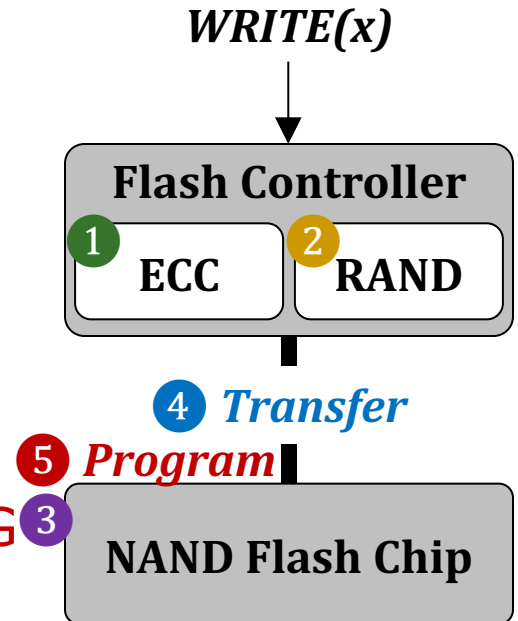 WRITE(x)
Flash Controller
1 ECC
2 RAND
4 Transfer
5 Program
G 3
NAND Flash Chip